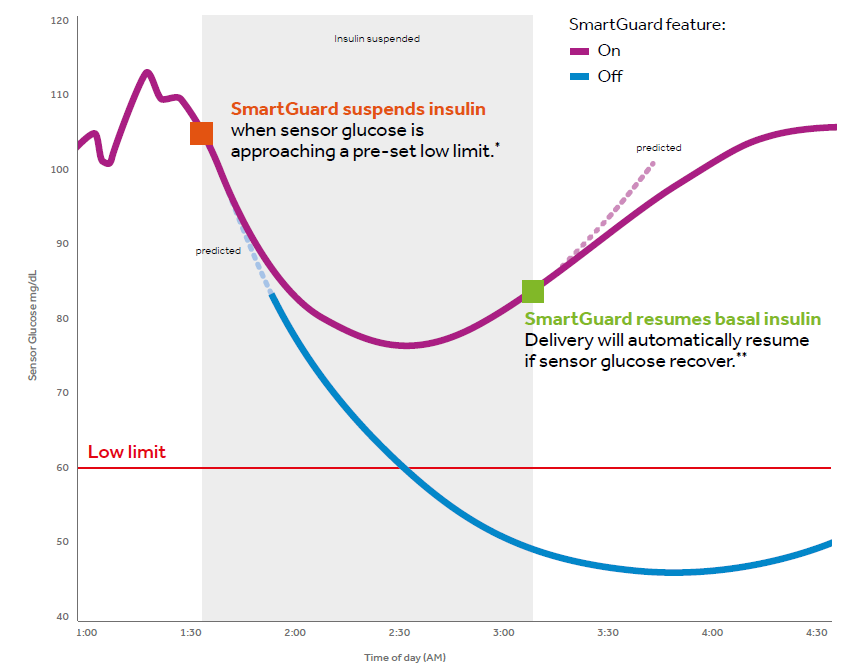 SmartGuard feature:
On
Off
Insulin suspended
SmartGuard suspends insulin
when sensor glucose is
approaching a pre-set low limit.*
predicted
predicted
SmartGuard resumes basal insulin
Delivery will automatically resume
if sensor glucose recover.**
Low limit
Sensor Glucose mg/dL
120
110
100
90
80
70
60
50
40
1:00 1:30 2:00 2:30 3:00 3:30 4:00 4:30
Time of day (AM)